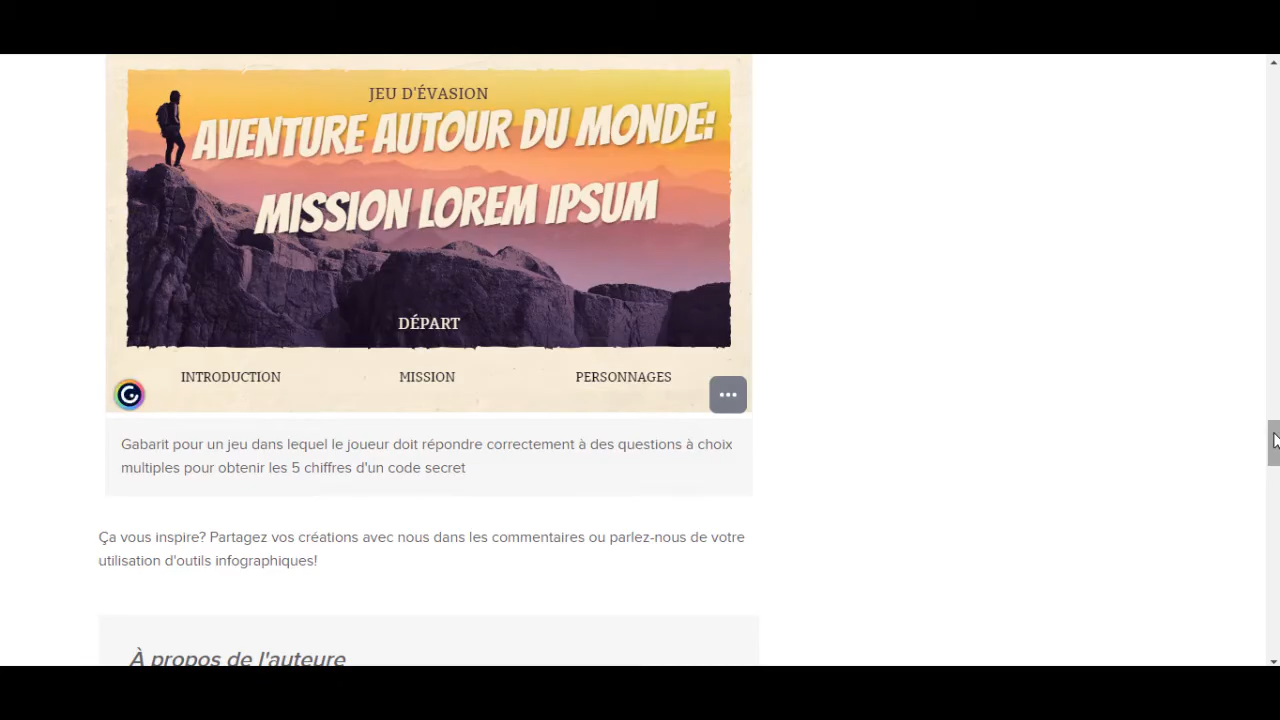 JEU D'ÉVASION
AVENTURE AUTOUR DU MONDE:
MISSION LOREM IPSUM
DÉPART
INTRODUCTION MISSION PERSONNAGES
Gabarit pour un jeu dans lequel le joueur doit répondre correctement à des questions à choix
multiples pour obtenir les 5 chiffres d'un code secret
Ça vous inspire? Partagez vos créations avec nous dans les commentaires ou parlez-nous de votre
utilisation d'outils infographiques!
À propos de l'auteure